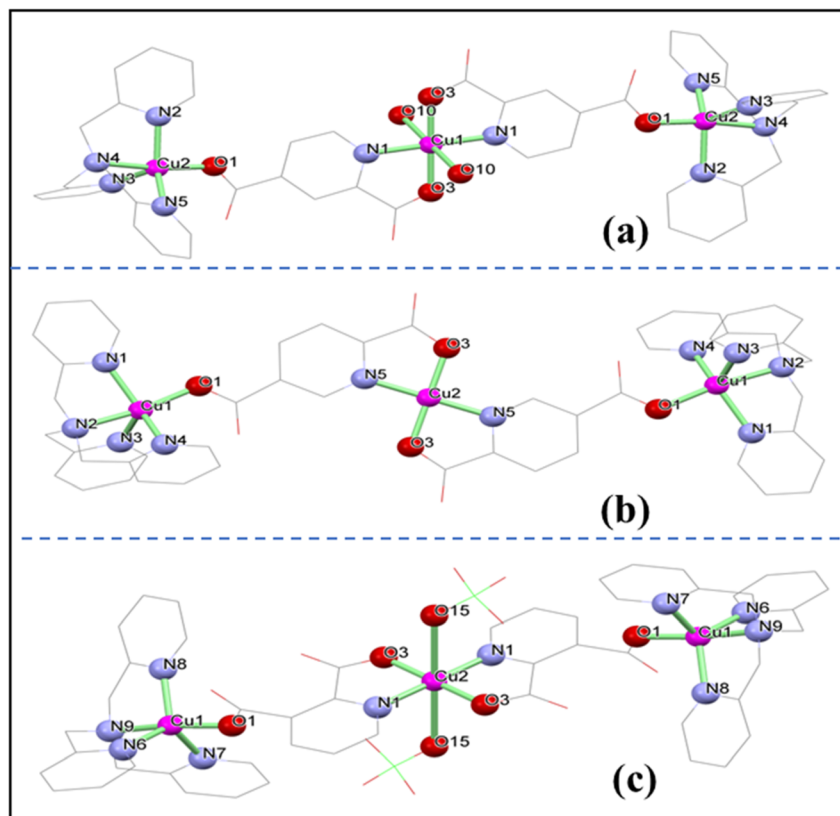 N2 N5
O3 O1 N3
O10 Cu2 N4
N4 Cu2 O1 N1 Cu1 N1
N3 O10 N2
N5 O3
(a)
N1 O3 N4 N3
O1 N5 Cu2 Cu1 N2
Cu1 N5 O1
N2 N3 N4 O3 N1
(b)
N7 N6
O15 O1 Cu1 N9
N8 O3 N1
Cu2 N8
Cu1 O1 N1 O3
N9
N6 N7 O15
(c)